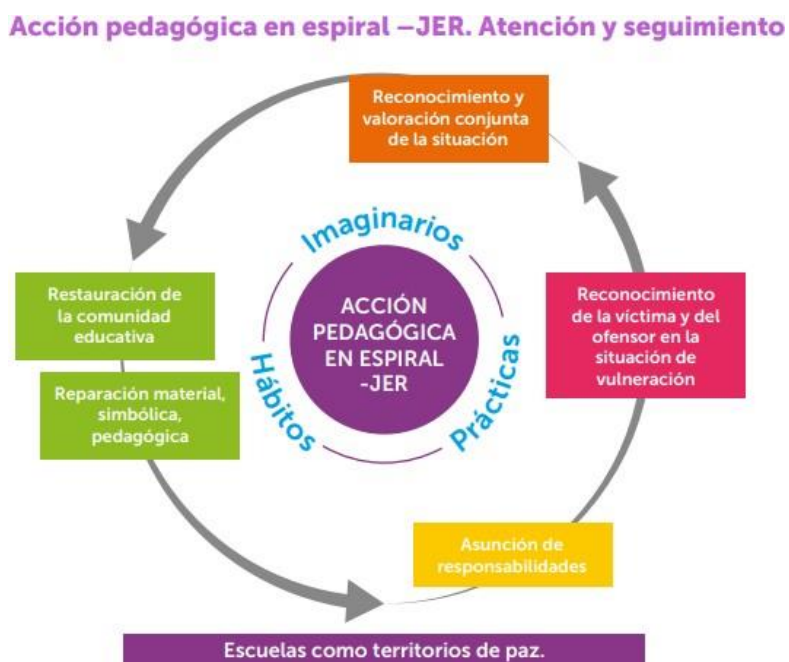 Acción pedagógica en espiral –JER. Atención y seguimiento
Reconocimiento y
valoración conjunta
de la situación
Imaginarios
Restauración de
la comunidad
educativa
Reparación material,
simbólica,
pedagógica
Hábitos
ACCIÓN
PEDAGÓGICA
EN ESPIRAL
-JER
Prácticas
Reconocimiento
de la víctima y del
ofensor en la
situación de
vulneración
Asunción de
responsabilidades
Escuelas como territorios de paz.